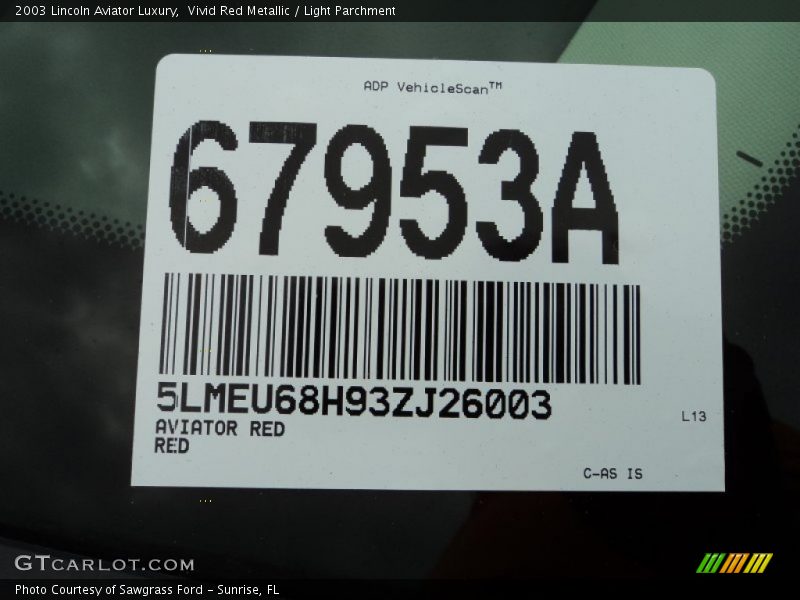 2003 Lincoln Aviator Luxury,  Vivid Red Metallic / Light Parchment
ADP VehicleScan™
67953A
5LMEU68H93ZJ26003
AVIATOR RED
RED
L13
C-AS IS
GTCARLOT.COM
Photo Courtesy of Sawgrass Ford - Sunrise, FL